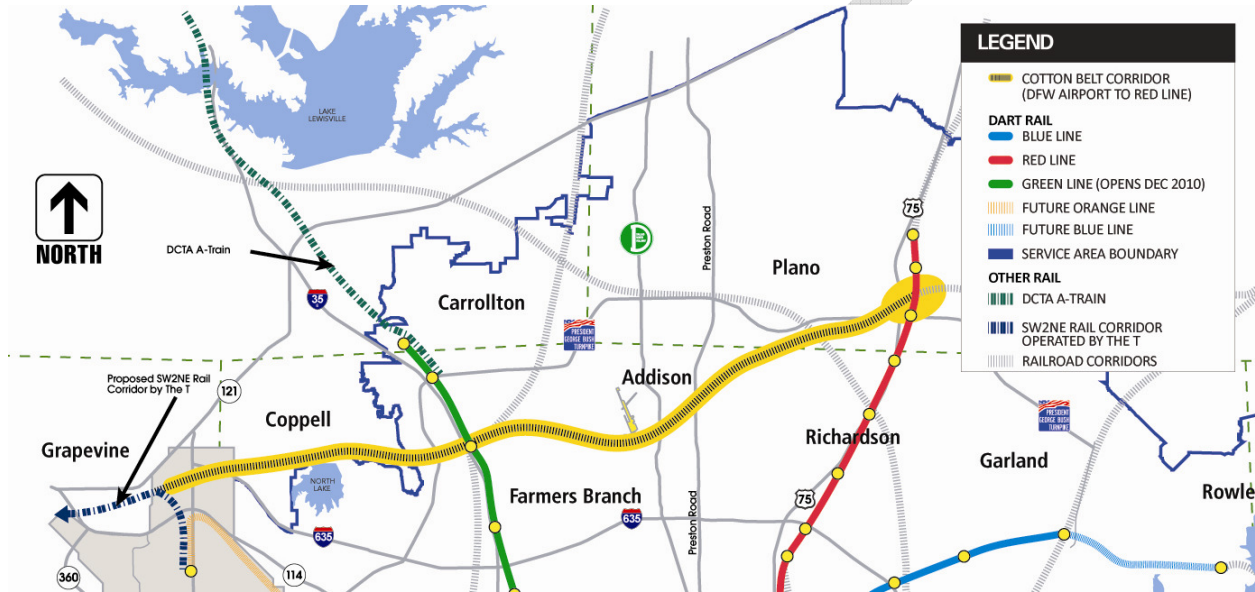 LEGEND
COTTON BELT CORRIDOR
(DFW AIRPORT TO RED LINE)
DART RAIL
BLUE LINE
RED LINE
GREEN LINE (OPENS DEC 2010)
FUTURE ORANGE LINE
FUTURE BLUE LINE
SERVICE AREA BOUNDARY
OTHER RAIL
DCTA A-TRAIN
SW2NE RAIL CORRIDOR
OPERATED BY THE T
RAILROAD CORRIDORS
LAKE
LEWISVILLE
NORTH
DCTA A-Train
35
Carrollton
Preston Road
Plano
75
PRESIDENT
GEORGE BUSH
TURNPIKE
Proposed SW2NE Rail
Corridor by The T
121
Coppell
Addison
Grapevine
Richardson
PRESIDENT
GEORGE BUSH
TURNPIKE
Garland
NORTH
LAKE
Farmers Branch
75
Rowle
635
635
Preston Road
360
114